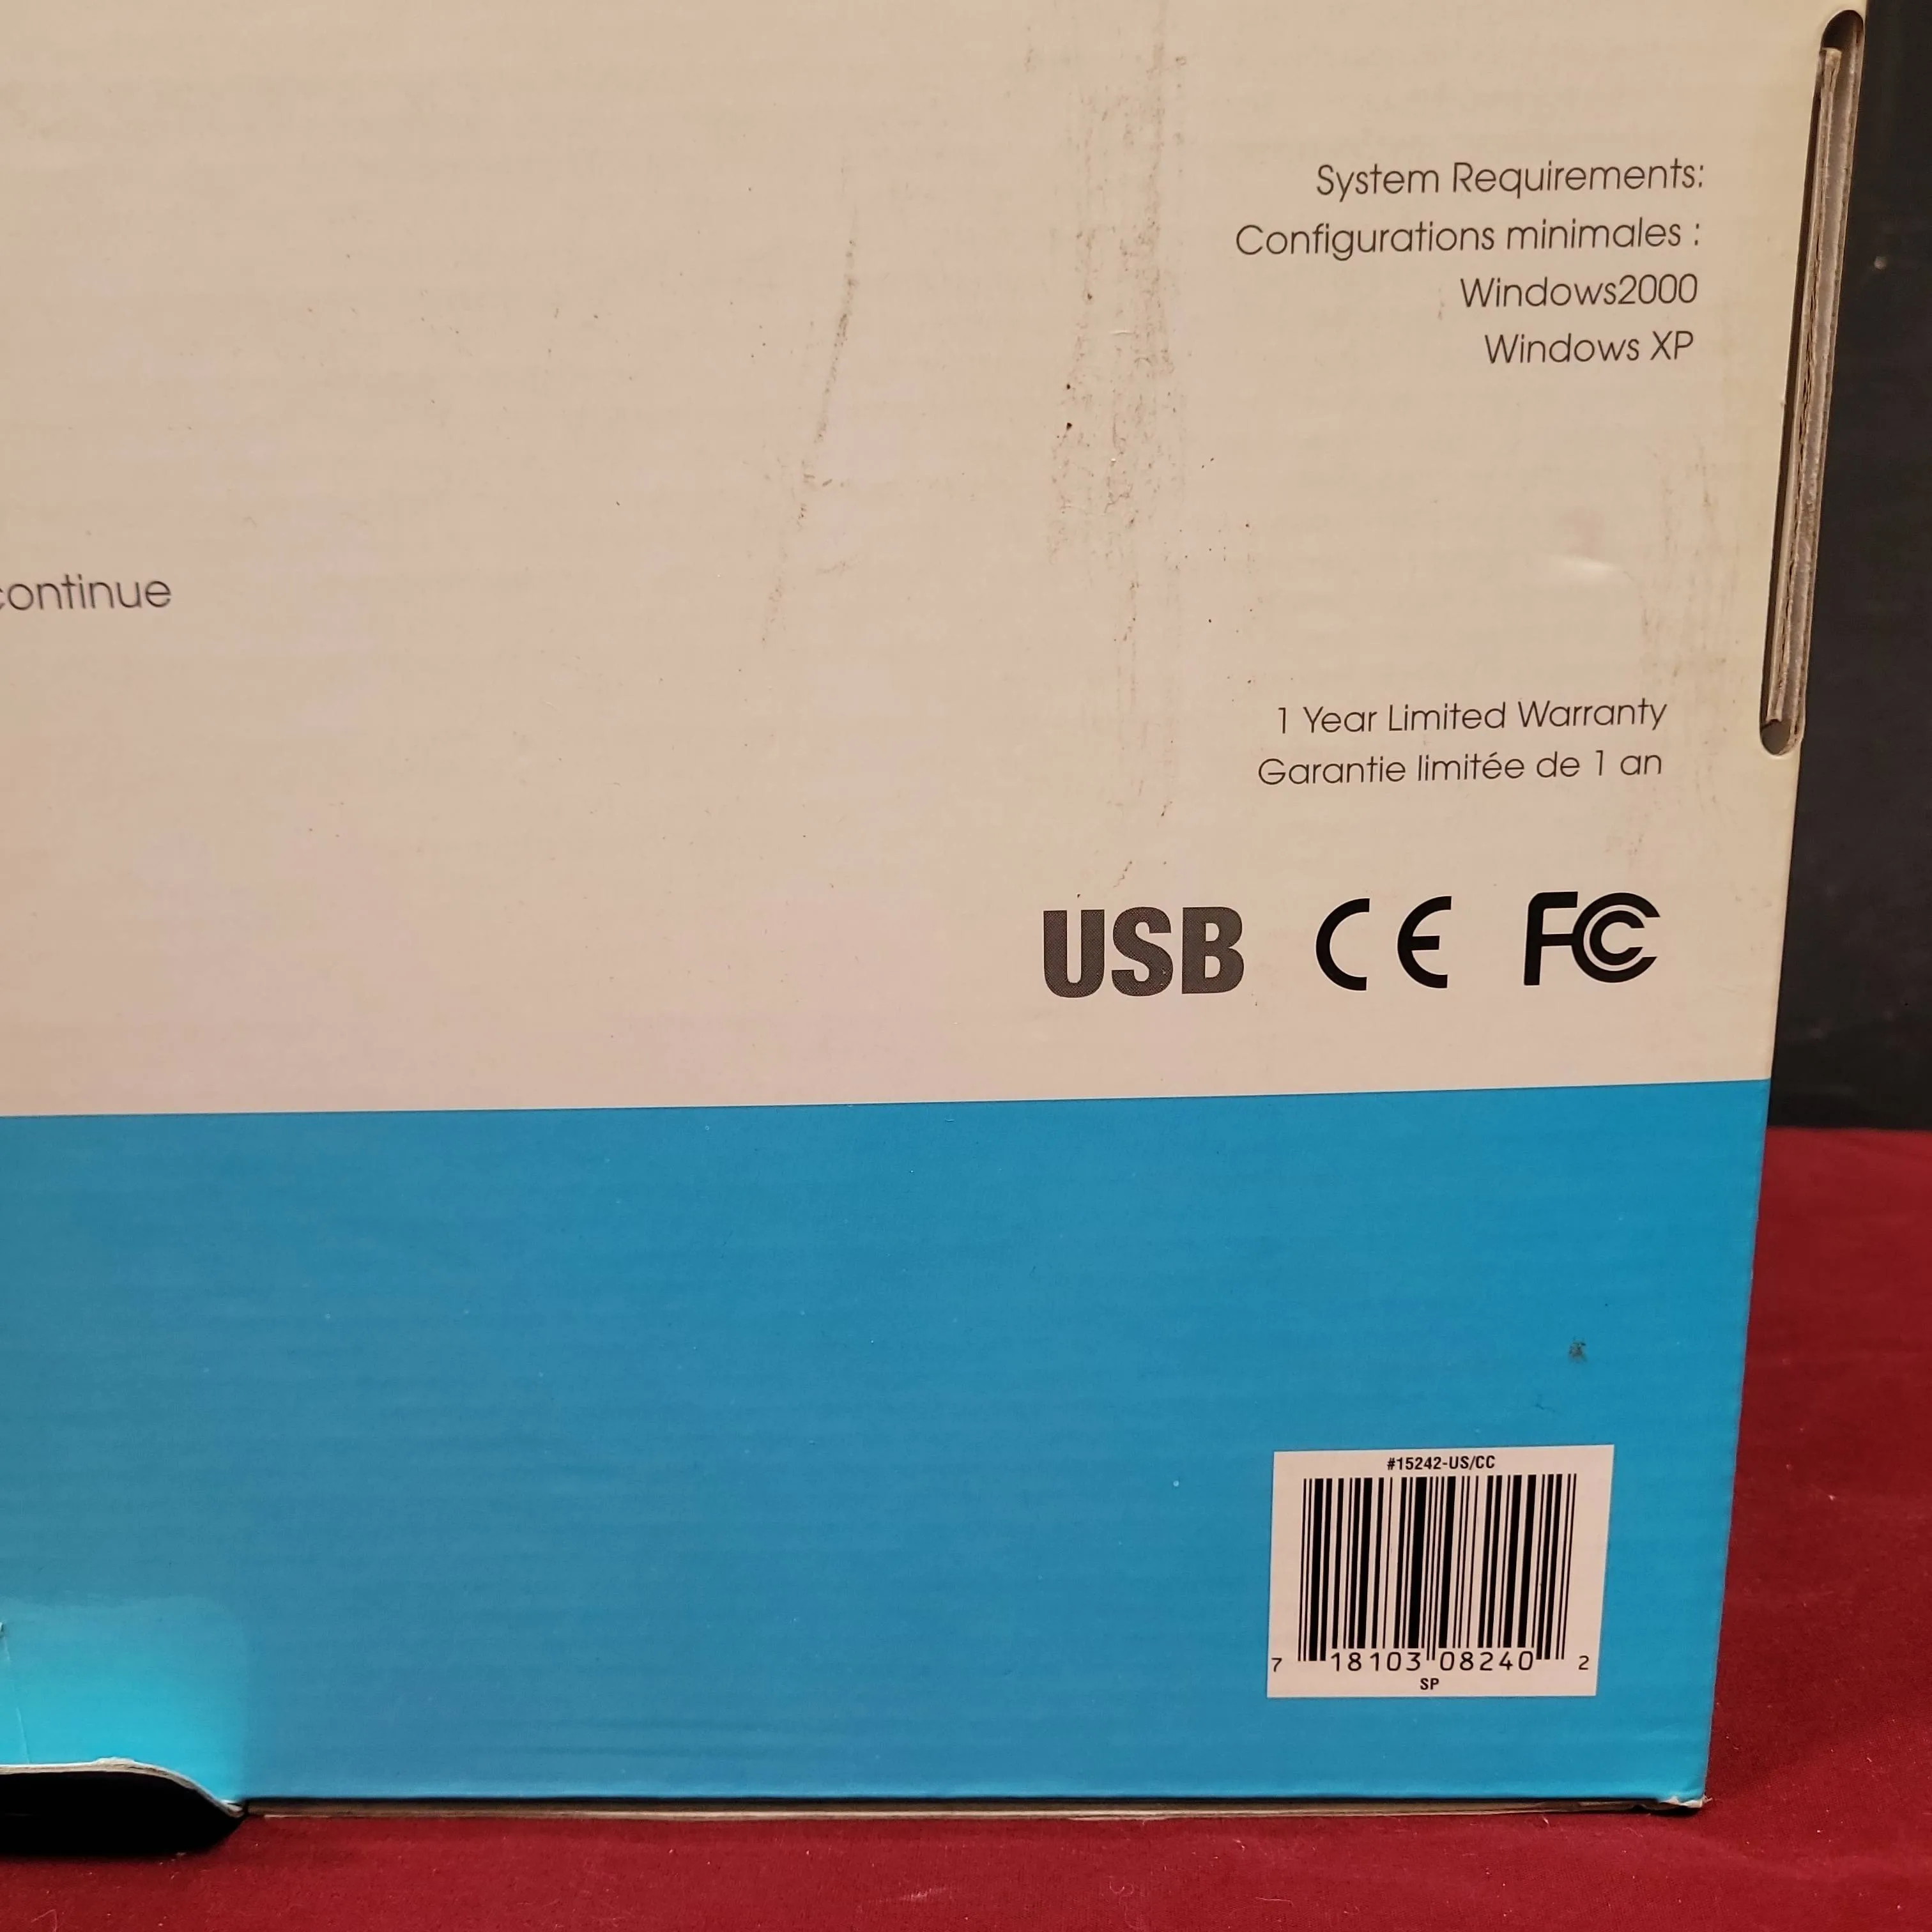 System Requirements:
Configurations minimales :
Windows2000
Windows XP
continue
1 Year Limited Warranty
Garantie limitée de 1 an
USB CE FC
#15242-US/CC
7 18103 08240 2
SP